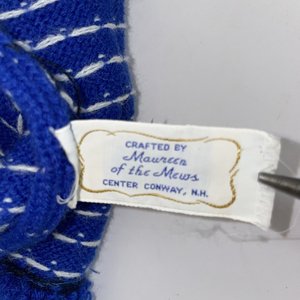 CRAFTED BY
Maureen
of the Mews
CENTER CONWAY, N.H.